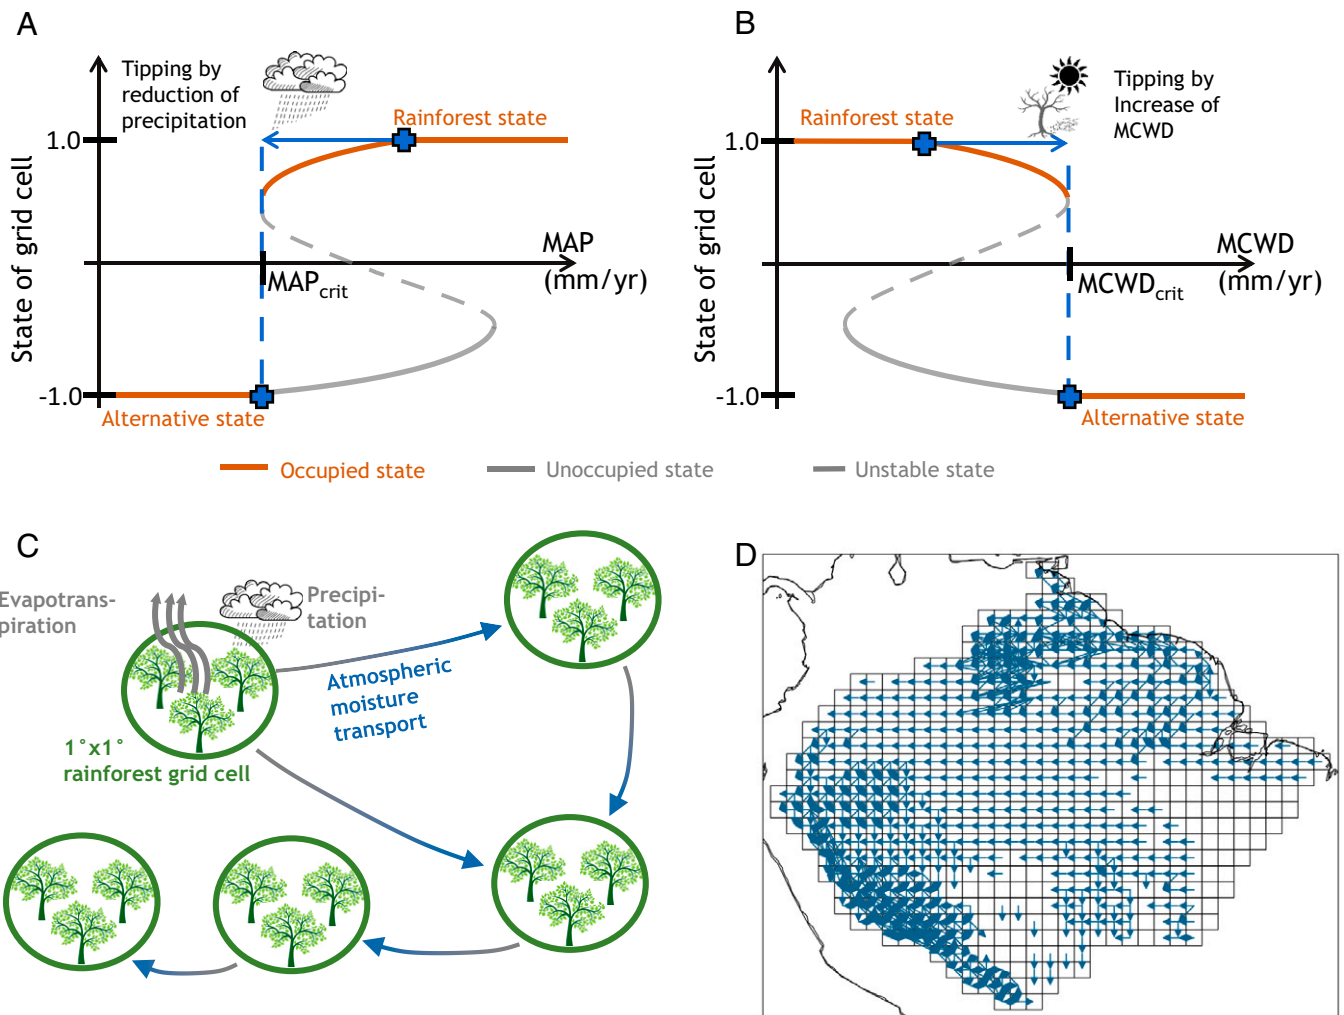 A
B
Tipping by
reduction of
precipitation
Rainforest state
1.0
State of grid cell
MAP
(mm/yr)
MAPcrit
-1.0
Alternative state
Rainforest state
Tipping by
Increase of
MCWD
1.0
State of grid cell
MCWD
(mm/yr)
MCWDcrit
-1.0
Alternative state
Occupied state
Unoccupied state
Unstable state
C
Evapotrans-
piration
Precipi-
tation
Atmospheric
moisture
transport
1°x1°
rainforest grid cell
D